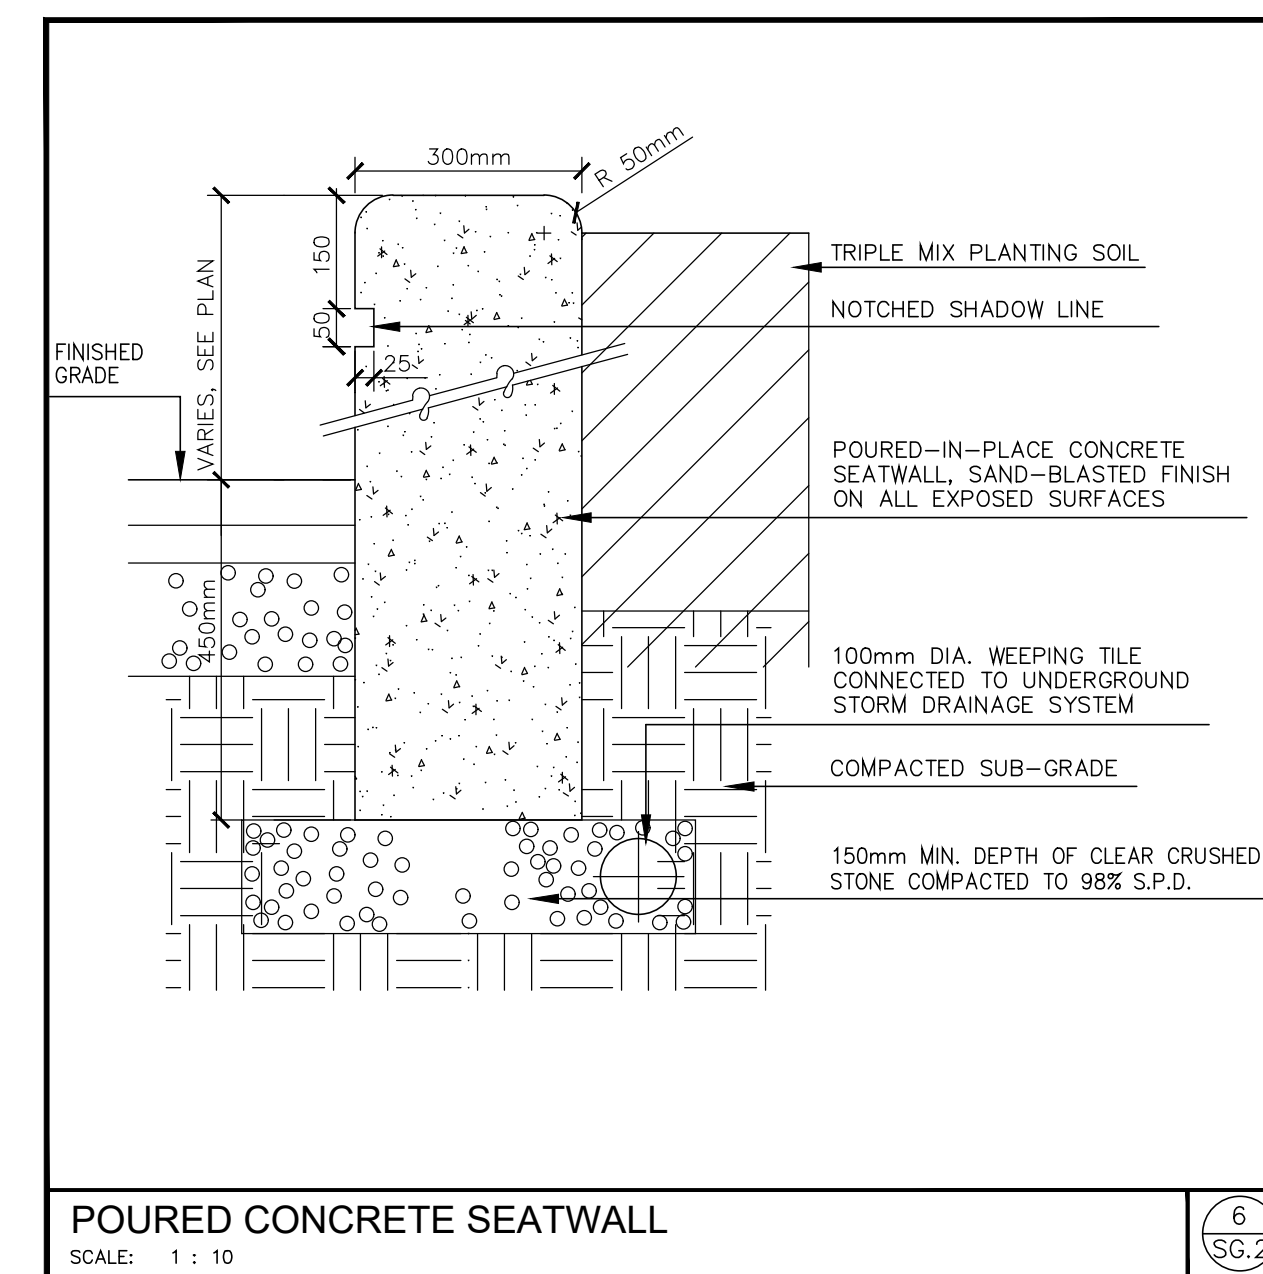 300mm
R 50mm
150
50
25
VARIES, SEE PLAN
FINISHED
GRADE
450mm
TRIPLE MIX PLANTING SOIL
NOTCHED SHADOW LINE
POURED-IN-PLACE CONCRETE
SEATWALL, SAND-BLASTED FINISH
ON ALL EXPOSED SURFACES
100mm DIA. WEEPING TILE
CONNECTED TO UNDERGROUND
STORM DRAINAGE SYSTEM
COMPACTED SUB-GRADE
150mm MIN. DEPTH OF CLEAR CRUSHED
STONE COMPACTED TO 98% S.P.D.
POURED CONCRETE SEATWALL
SCALE: 1 : 10
6
SG.2